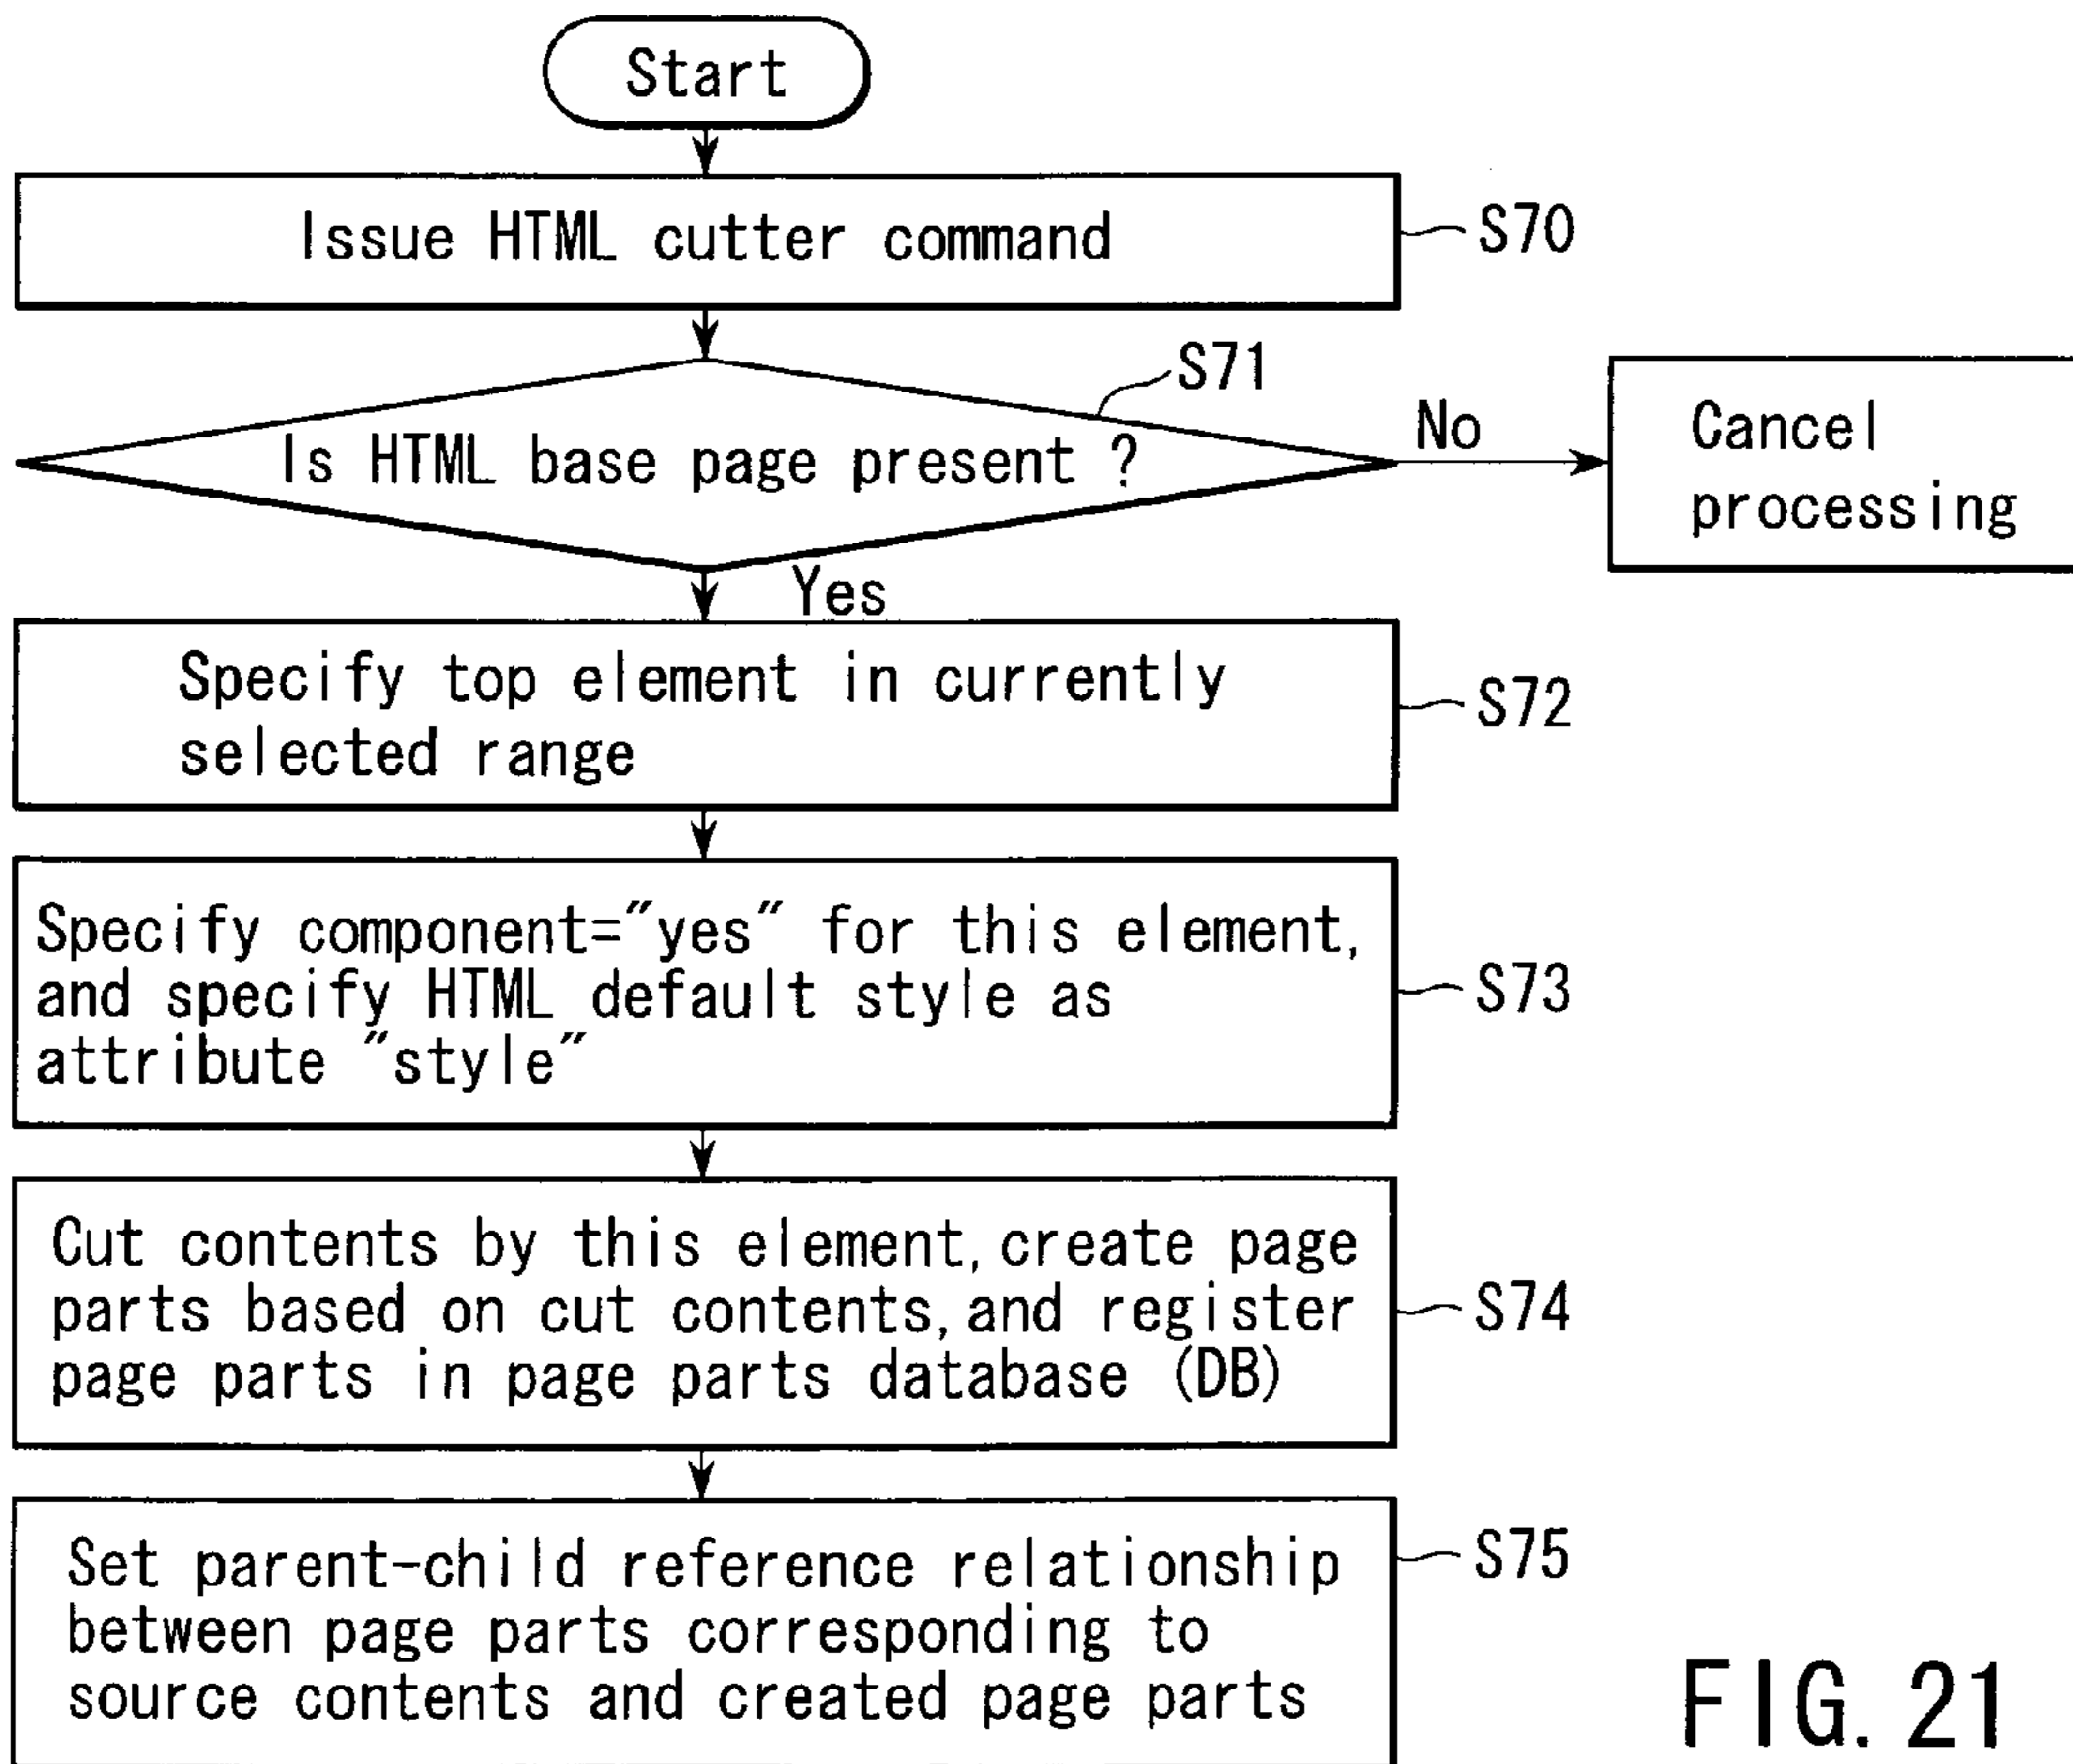 Start
Issue HTML cutter command
S70
S71
Is HTML base page present ?
No
Cancel
processing
Yes
Specify top element in currently
selected range
S72
Specify component="yes" for this element,
and specify HTML default style as
attribute "style"
S73
Cut contents by this element, create page
parts based on cut contents, and register
page parts in page parts database (DB)
S74
Set parent-child reference relationship
between page parts corresponding to
source contents and created page parts
S75
FIG. 21